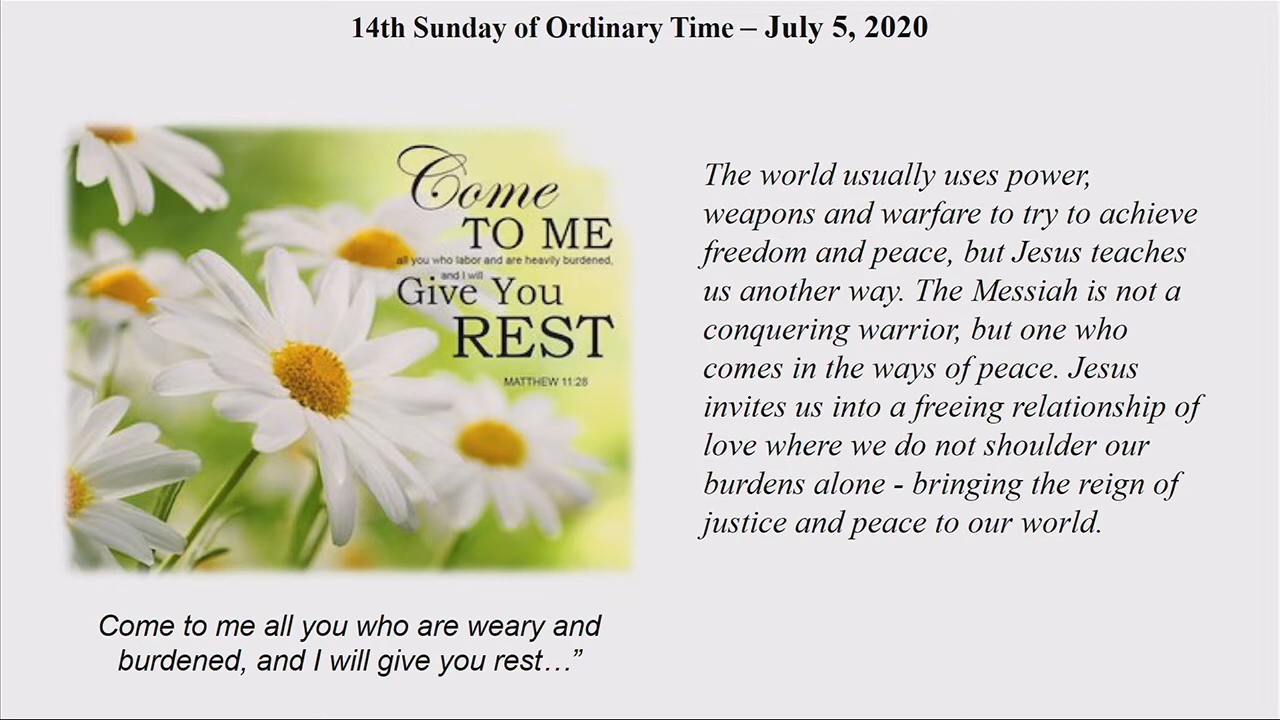 14th Sunday of Ordinary Time – July 5, 2020
Come
TO ME
all you who labor and are heavily burdened,
and I will
Give You
REST
MATTHEW 11:28
The world usually uses power,
weapons and warfare to try to achieve
freedom and peace, but Jesus teaches
us another way. The Messiah is not a
conquering warrior, but one who
comes in the ways of peace. Jesus
invites us into a freeing relationship of
love where we do not shoulder our
burdens alone - bringing the reign of
justice and peace to our world.
Come to me all you who are weary and
burdened, and I will give you rest…”